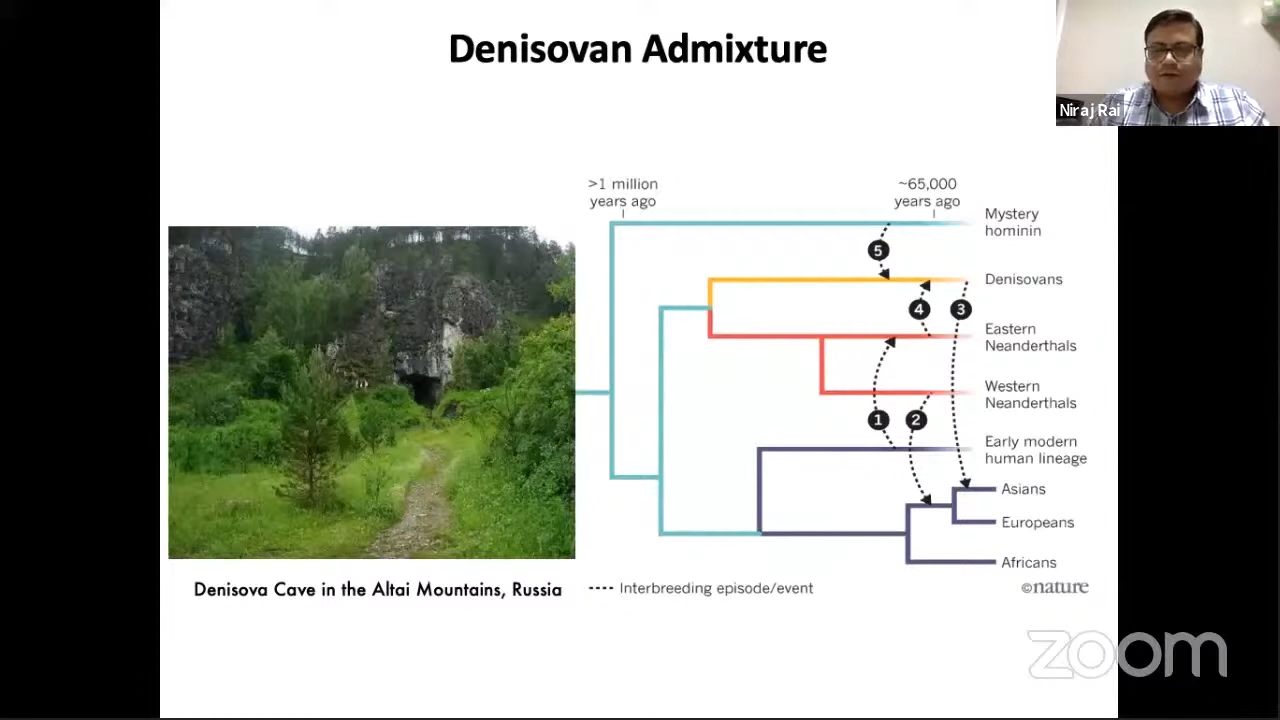 Denisovan Admixture
Niraj Rai
>1 million
years ago
~65,000
years ago
Mystery
hominin
5
Denisovans
4
3
Eastern
Neanderthals
Western
Neanderthals
1
2
Early modern
human lineage
Asians
Europeans
Africans
Denisova Cave in the Altai Mountains, Russia
Interbreeding episode/event
©nature
zoom